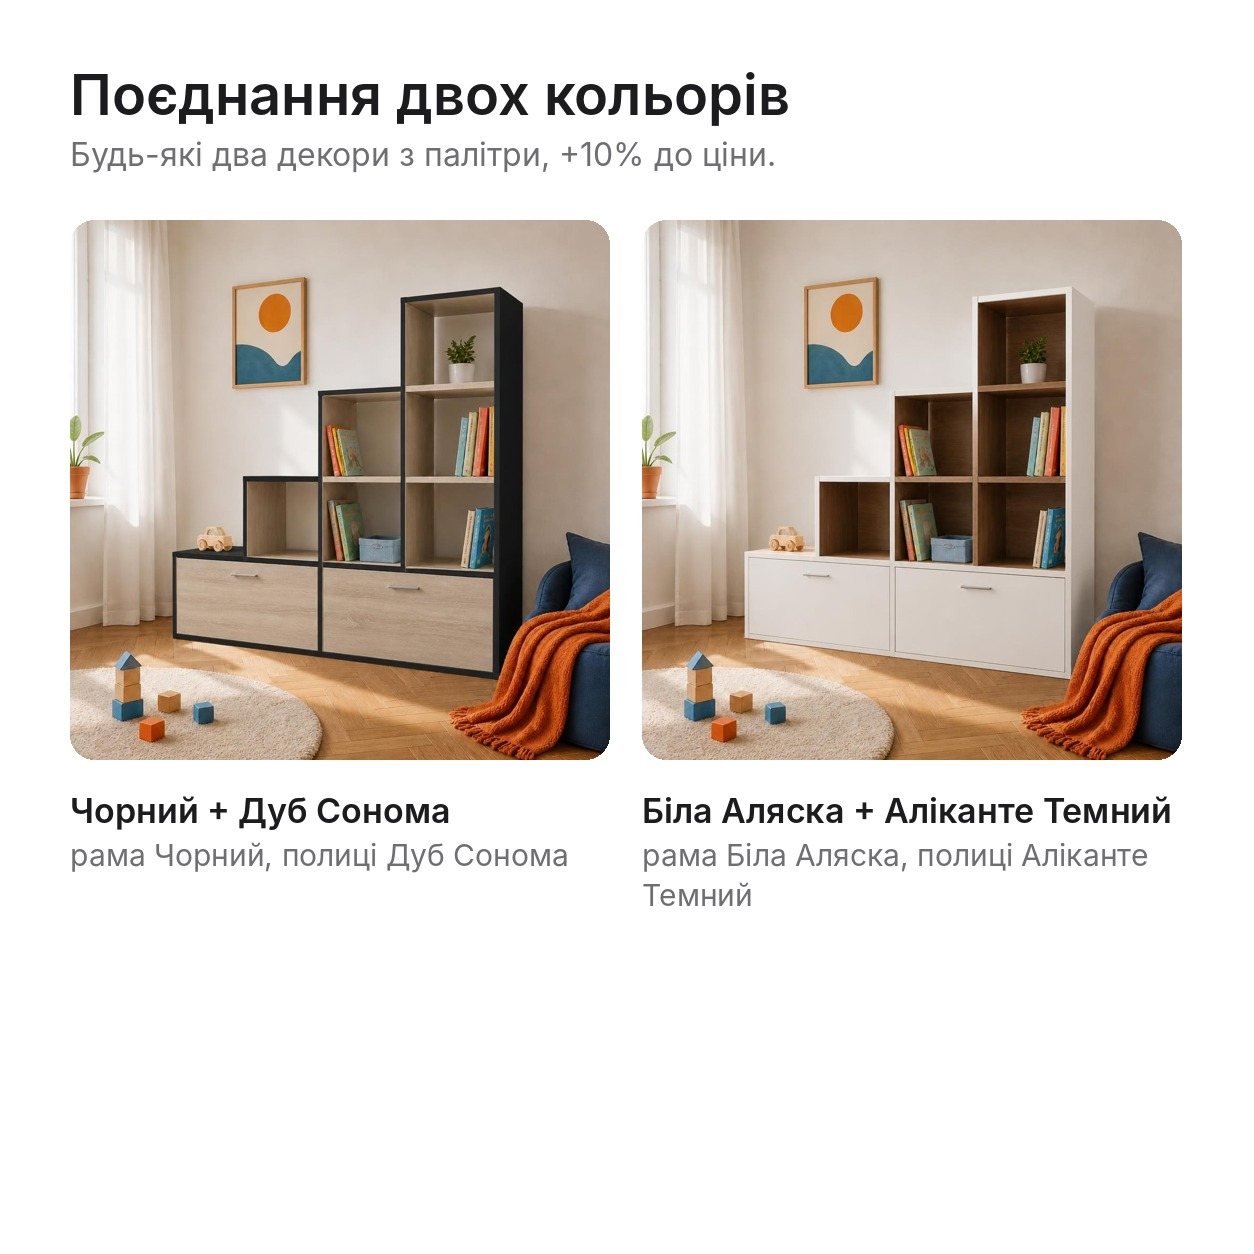 Поєднання двох кольорів
Будь-які два декори з палітри, +10% до ціни.
Чорний + Дуб Сонома
рама Чорний, полиці Дуб Сонома
Біла Аляска + Аліканте Темний
рама Біла Аляска, полиці Аліканте
Темний